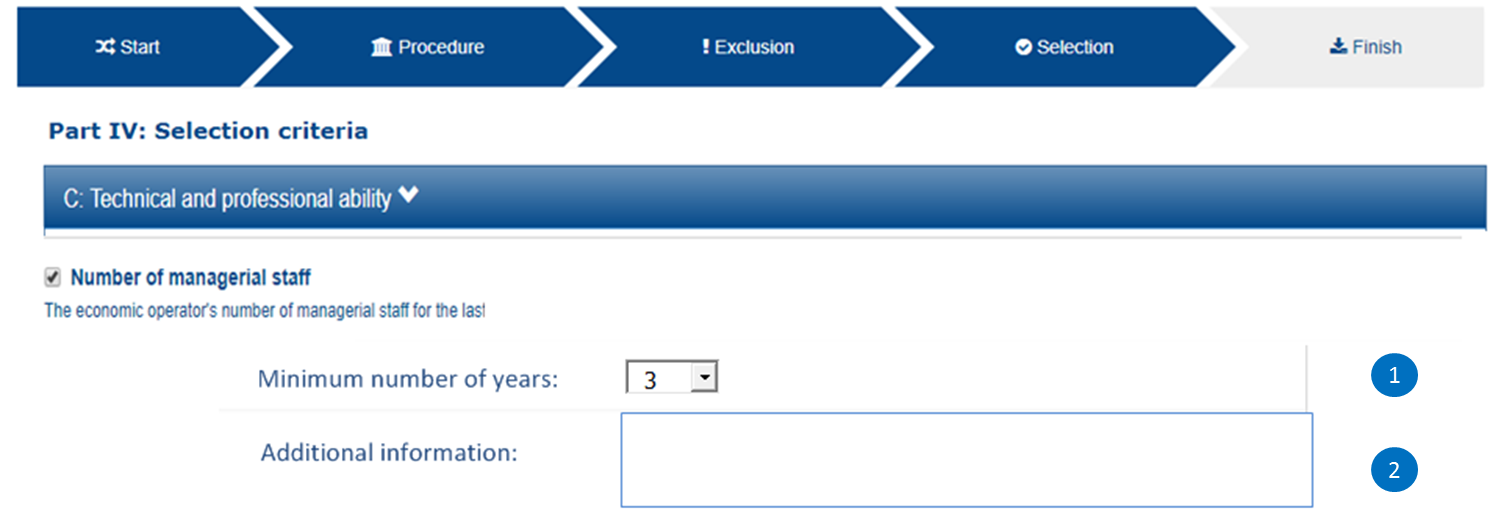 Start Procedure Exclusion Selection Finish
Part IV: Selection criteria
C: Technical and professional ability
Number of managerial staff
The economic operator's number of managerial staff for the last
Minimum number of years: 3 1
Additional information: 2